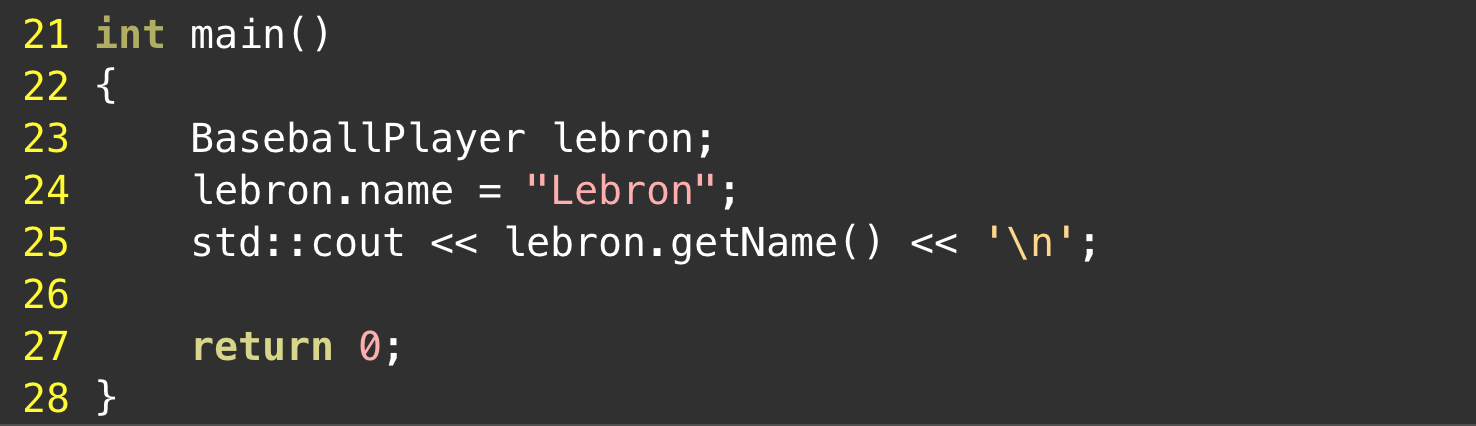 21 int main()
22 {
23     BaseballPlayer lebron;
24     lebron.name = "Lebron";
25     std::cout << lebron.getName() << '\n';
26
27     return 0;
28 }